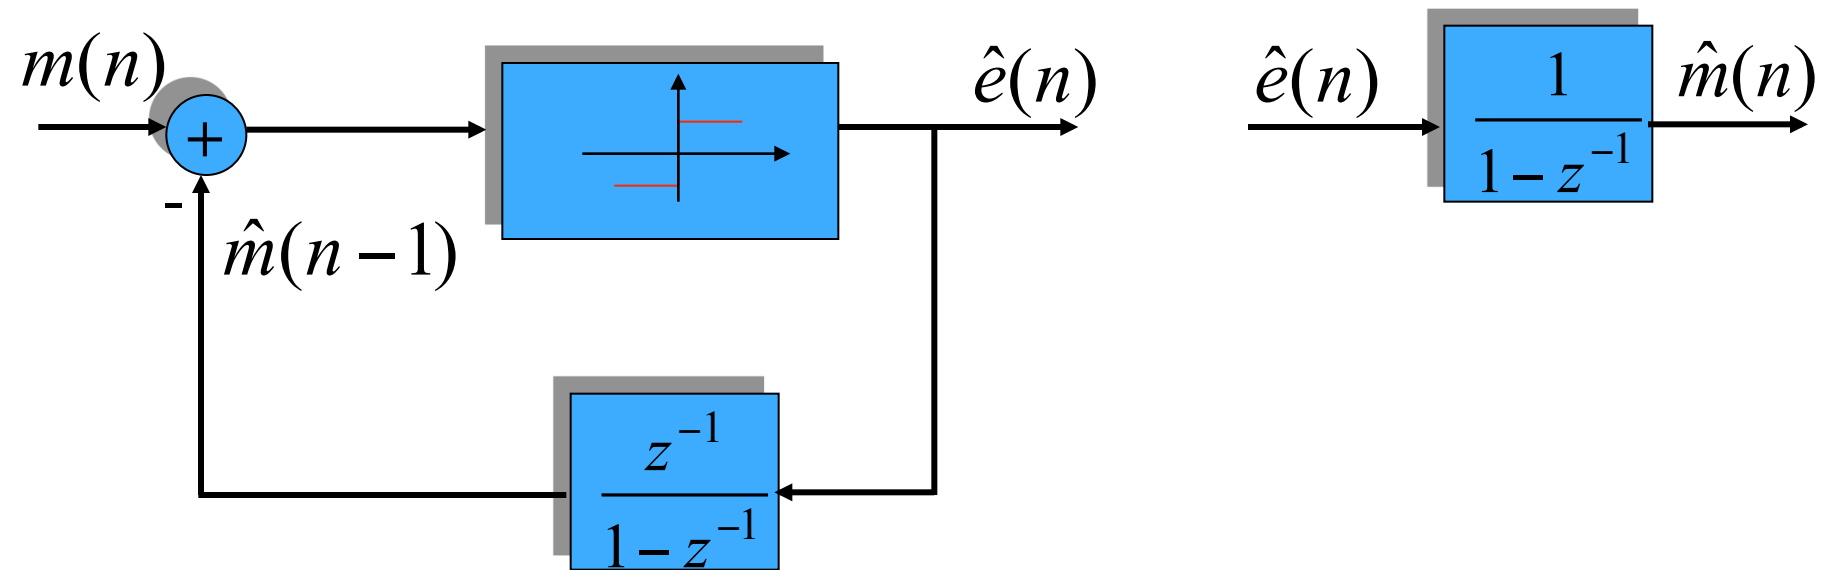 m(n)
+
-
m̂(n − 1)
ê(n)
z⁻¹
1 − z⁻¹
ê(n)
1
1 − z⁻¹
m̂(n)